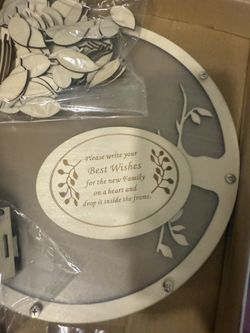 Please write your
Best Wishes
for the new Family
on a heart and
drop it inside the frame.